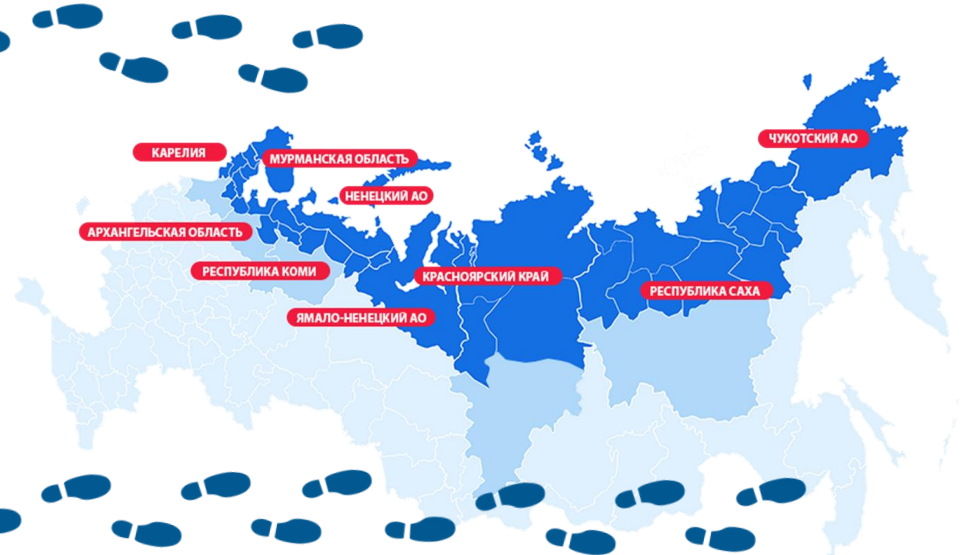 ЧУКОТСКИЙ АО
КАРЕЛИЯ
МУРМАНСКАЯ ОБЛАСТЬ
НЕНЕЦКИЙ АО
АРХАНГЕЛЬСКАЯ ОБЛАСТЬ
РЕСПУБЛИКА КОМИ
КРАСНОЯРСКИЙ КРАЙ
РЕСПУБЛИКА САХА
ЯМАЛО-НЕНЕЦКИЙ АО